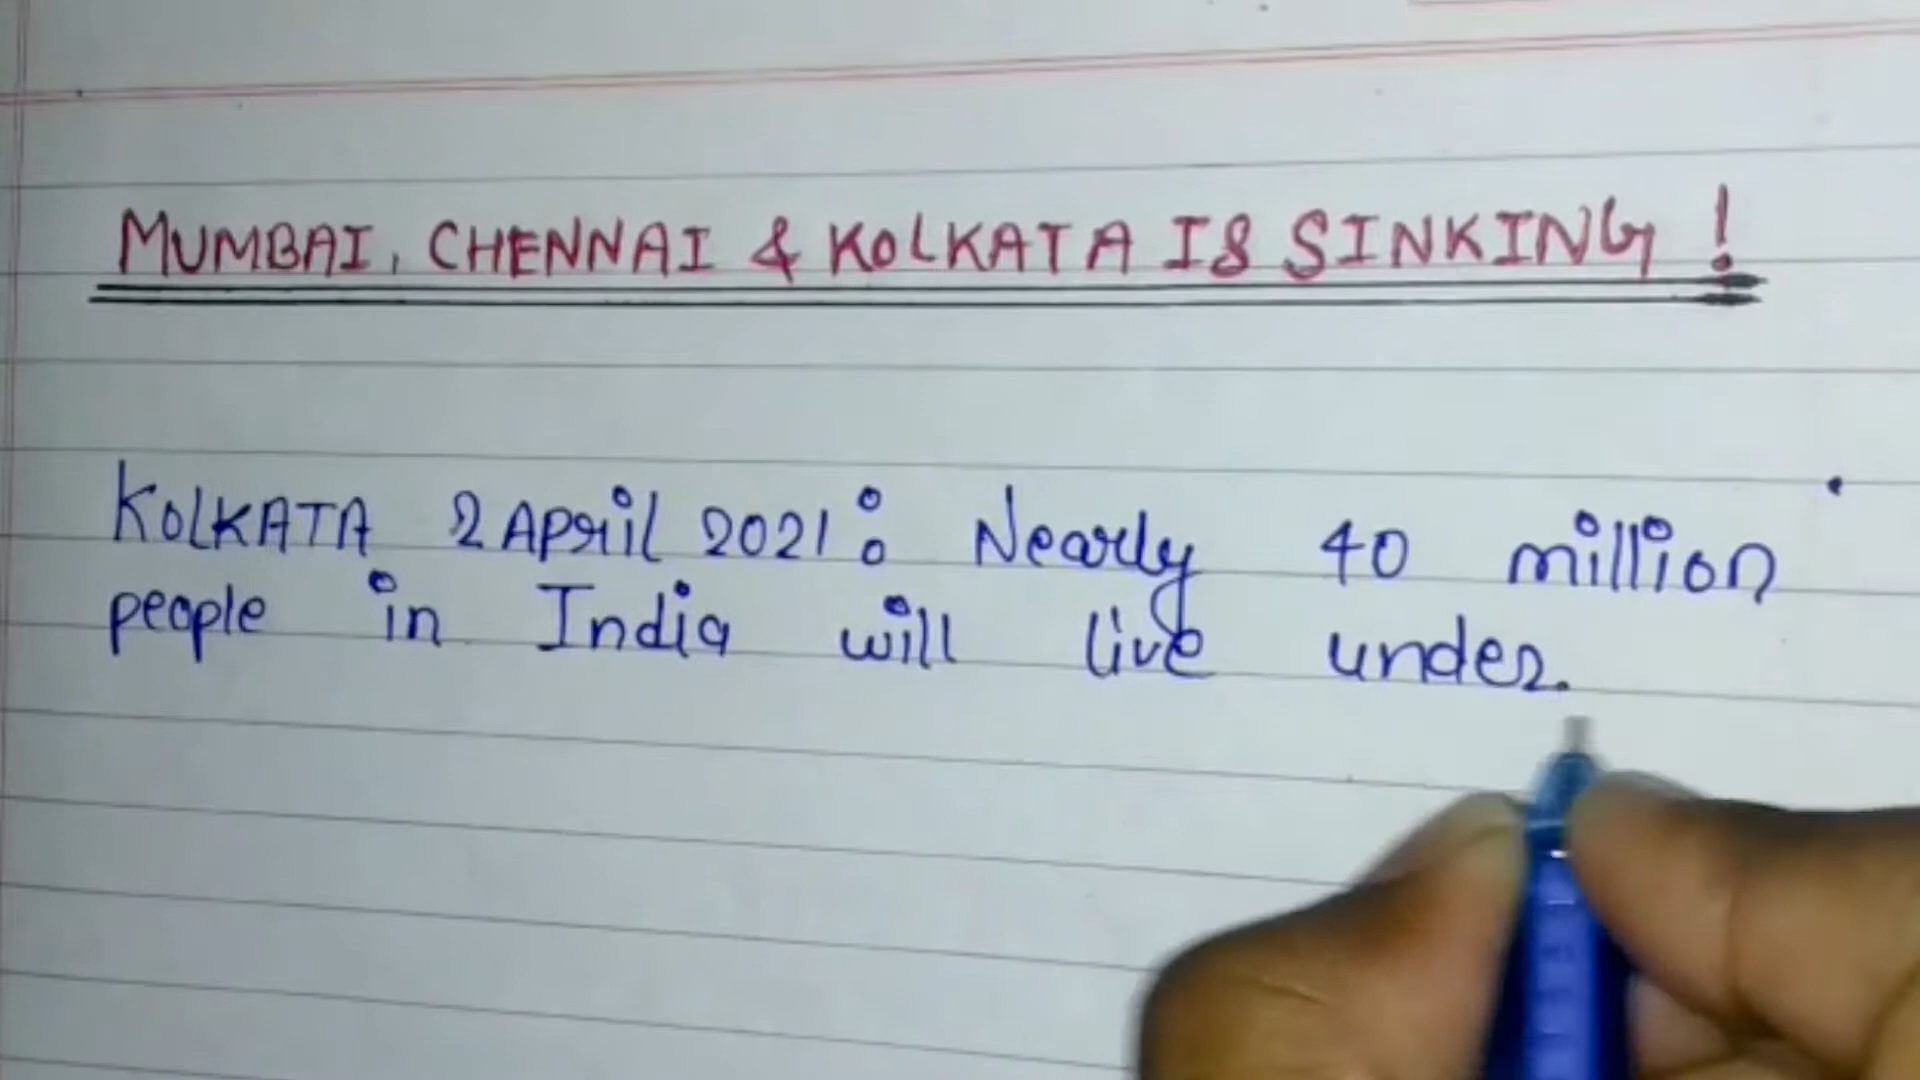 MUMBAI, CHENNAI & KOLKATA IS SINKING!
KOLKATA 2 April 2021: Nearly 40 million
people in India will live under.